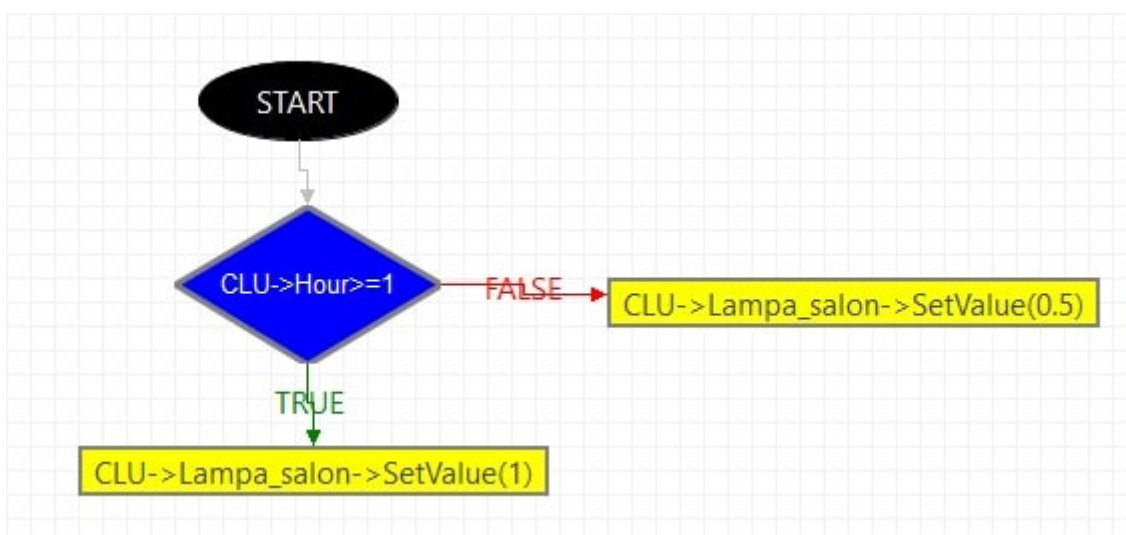 START
CLU->Hour>=1
FALSE
CLU->Lampa_salon->SetValue(0.5)
TRUE
CLU->Lampa_salon->SetValue(1)